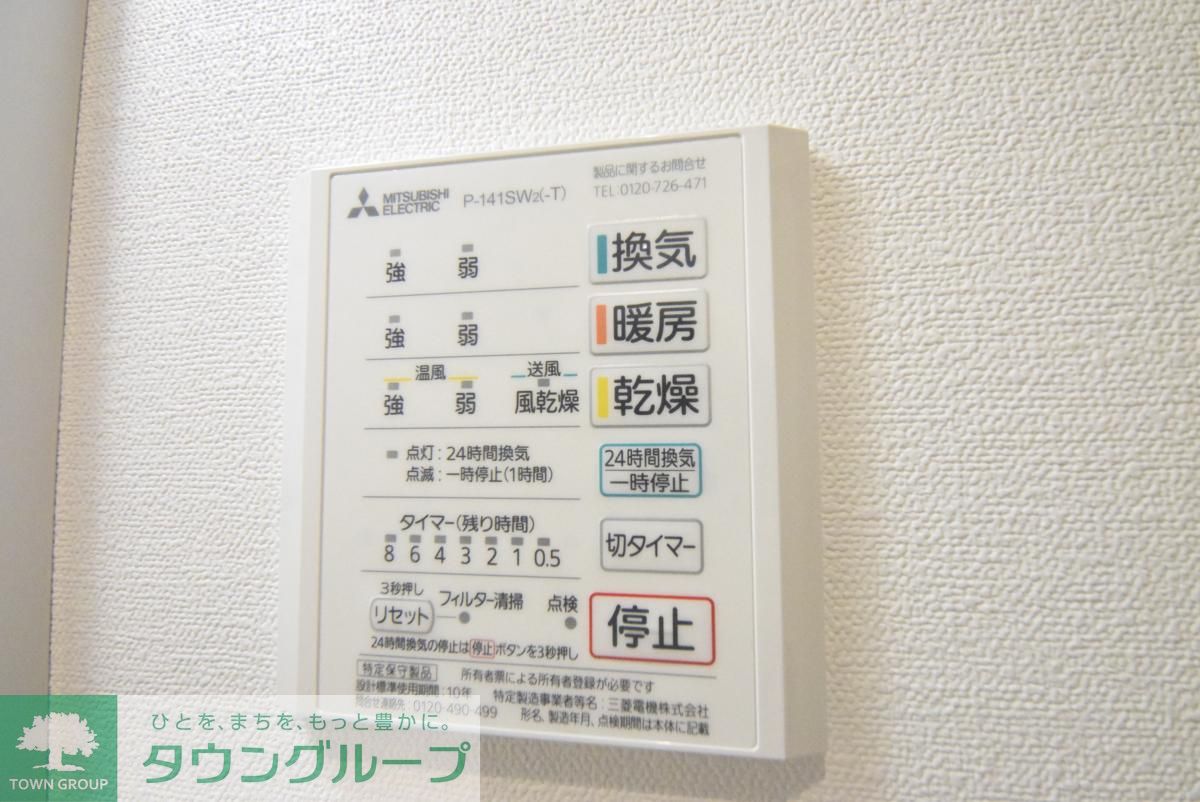 製品に関するお問合せ
MITSUBISHI ELECTRIC P-141SW2(-T) TEL 0120-726-471
強 弱 換気
強 弱 暖房
温風 送風
強 弱 風乾燥 乾燥
点灯:24時間換気
点滅:一時停止(1時間)
24時間換気
一時停止
タイマー(残り時間)
8 6 4 3 2 1 0.5
切タイマー
3秒押し
リセット フィルター清掃 点検
停止
24時間換気の停止は停止ボタンを3秒押し
特定保守製品 所有者票による所有者登録が必要です
設計標準使用期間:10年 特定製造事業者等名:三菱電機株式会社
問合せ連絡先:0120-490-499 形名、製造年月、点検期間は本体に記載
ひとを、まちを、もっと豊かに。
タウングループ
TOWN GROUP